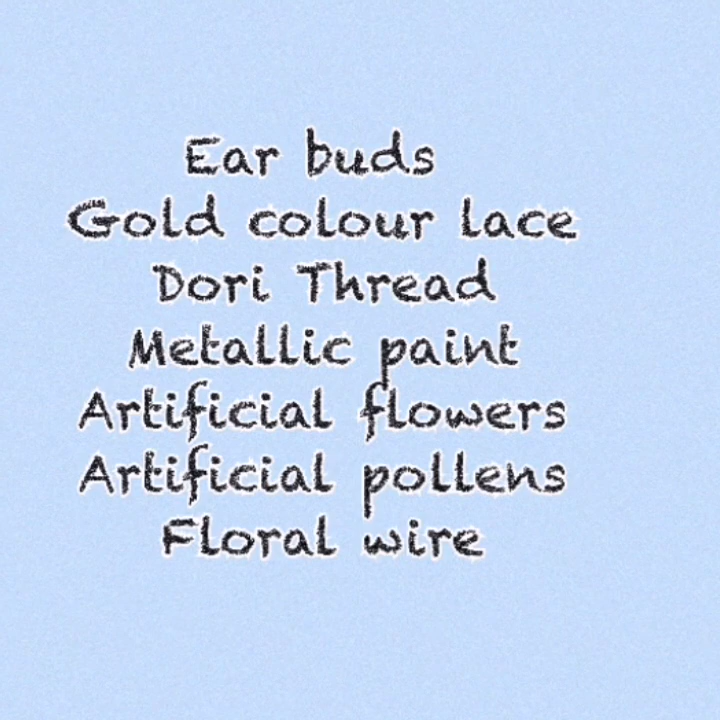 Ear buds
Gold colour lace
Dori Thread
Metallic paint
Artificial flowers
Artificial pollens
Floral wire